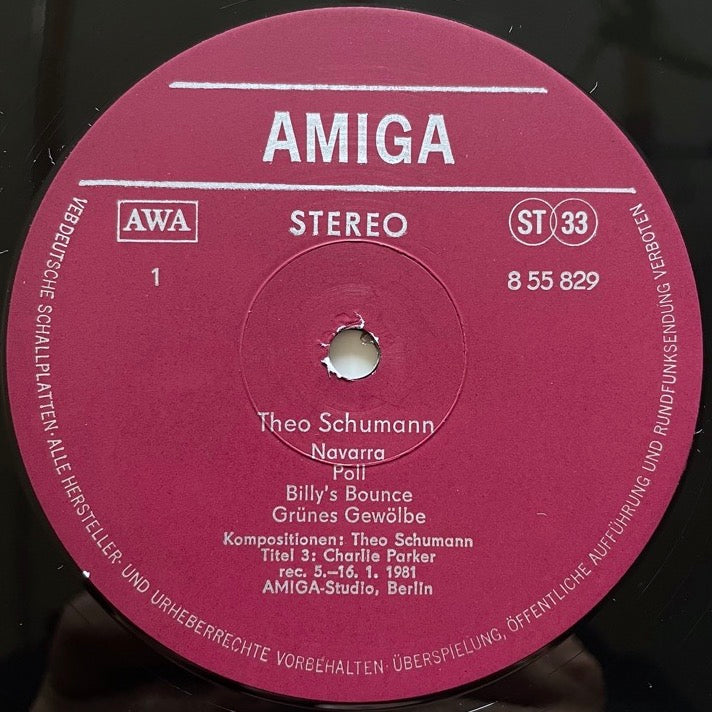 AMIGA
AWA
STEREO
ST 33
1
8 55 829
Theo Schumann
Navarra
Poll
Billy's Bounce
Grünes Gewölbe
Kompositionen: Theo Schumann
Titel 3: Charlie Parker
rec. 5.–16. 1. 1981
AMIGA-Studio, Berlin
VEB DEUTSCHE SCHALLPLATTEN · ALLE HERSTELLER- UND URHEBERRECHTE VORBEHALTEN · ÜBERSPIELUNG, ÖFFENTLICHE AUFFÜHRUNG UND RUNDFUNKSENDUNG VERBOTEN